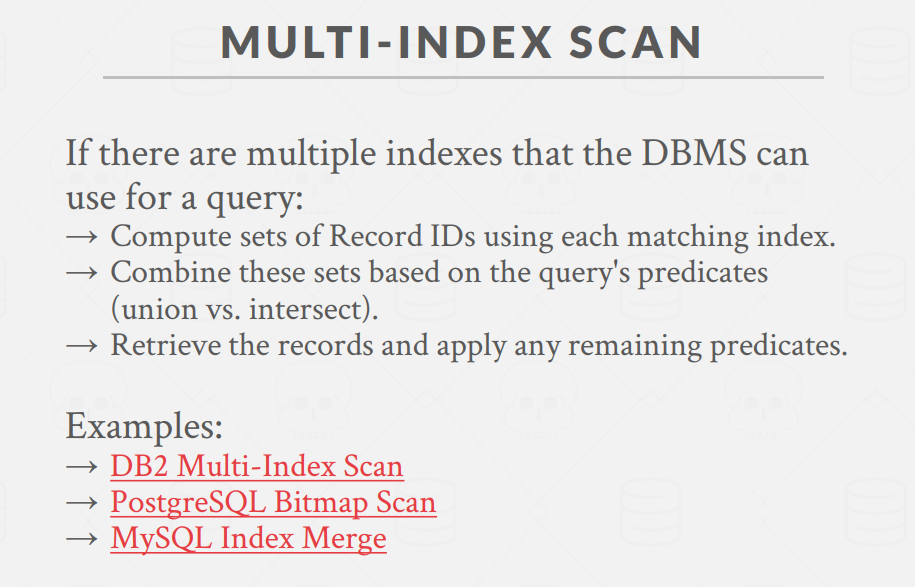 MULTI-INDEX SCAN
If there are multiple indexes that the DBMS can
use for a query:
→ Compute sets of Record IDs using each matching index.
→ Combine these sets based on the query's predicates
(union vs. intersect).
→ Retrieve the records and apply any remaining predicates.
Examples:
→ DB2 Multi-Index Scan
→ PostgreSQL Bitmap Scan
→ MySQL Index Merge